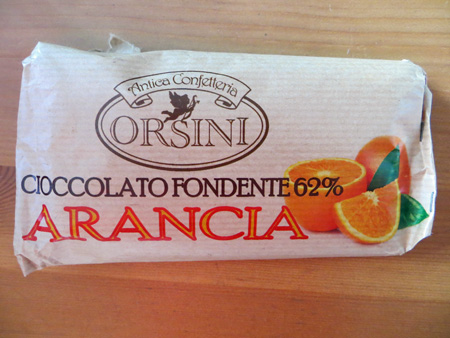 Antica Confetteria
ORSINI
CIOCCOLATO FONDENTE 62%
ARANCIA